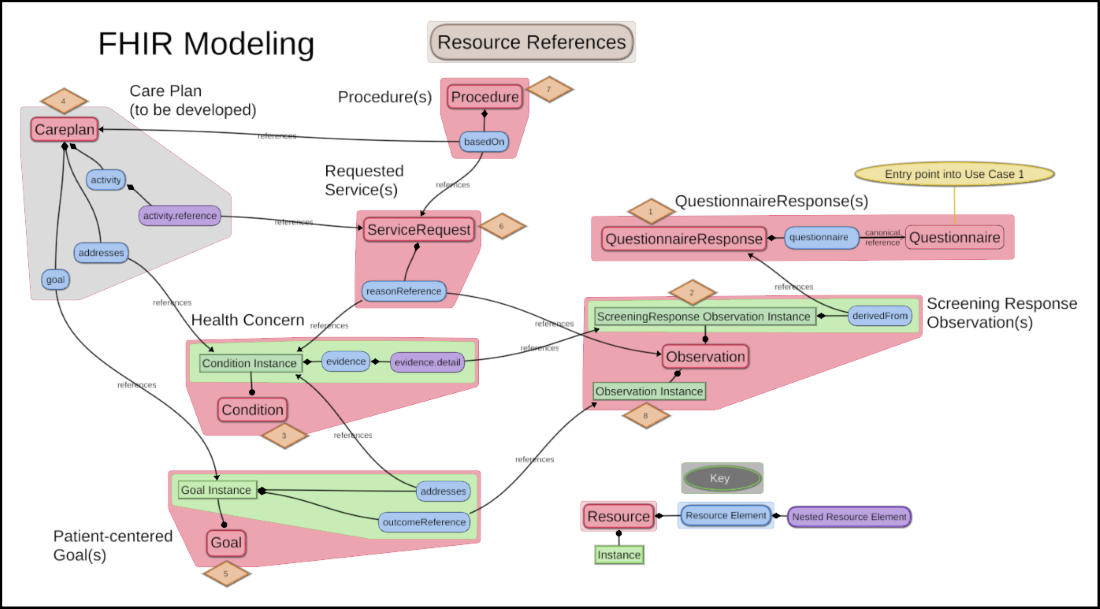 FHIR Modeling
Resource References
4
Care Plan
(to be developed)
Careplan
activity
activity.reference
addresses
goal
Procedure(s)
Procedure
7
basedOn
references
references
Requested
Service(s)
ServiceRequest
6
reasonReference
references
Entry point into Use Case 1
1
QuestionnaireResponse(s)
QuestionnaireResponse
questionnaire
canonical
reference
Questionnaire
references
2
Screening Response
Observation(s)
ScreeningResponse Observation Instance
derivedFrom
Observation
Observation Instance
8
references
references
references
references
Health Concern
Condition Instance
evidence
evidence.detail
Condition
3
references
references
references
Goal Instance
addresses
outcomeReference
Goal
5
Patient-centered
Goal(s)
Key
Resource
Resource Element
Nested Resource Element
Instance